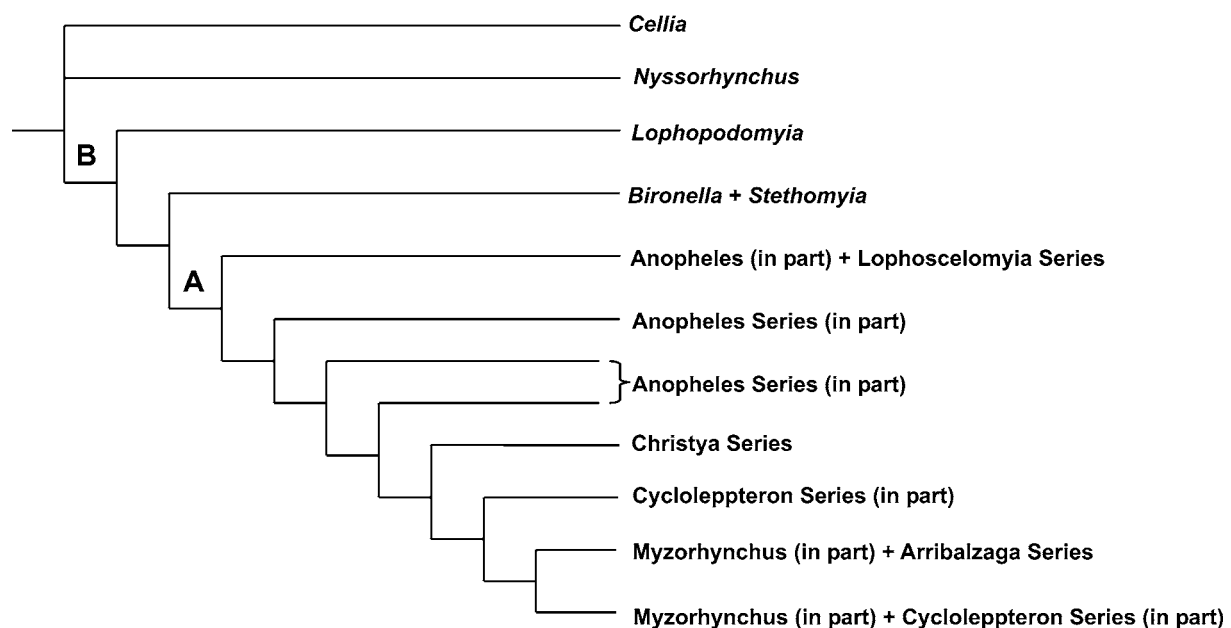 Cellia
Nyssorhynchus
B
Lophopodomyia
Bironella + Stethomyia
A
Anopheles (in part) + Lophoscelomyia Series
Anopheles Series (in part)
Anopheles Series (in part)
Christya Series
Cycloleppteron Series (in part)
Myzorhynchus (in part) + Arribalzaga Series
Myzorhynchus (in part) + Cycloleppteron Series (in part)